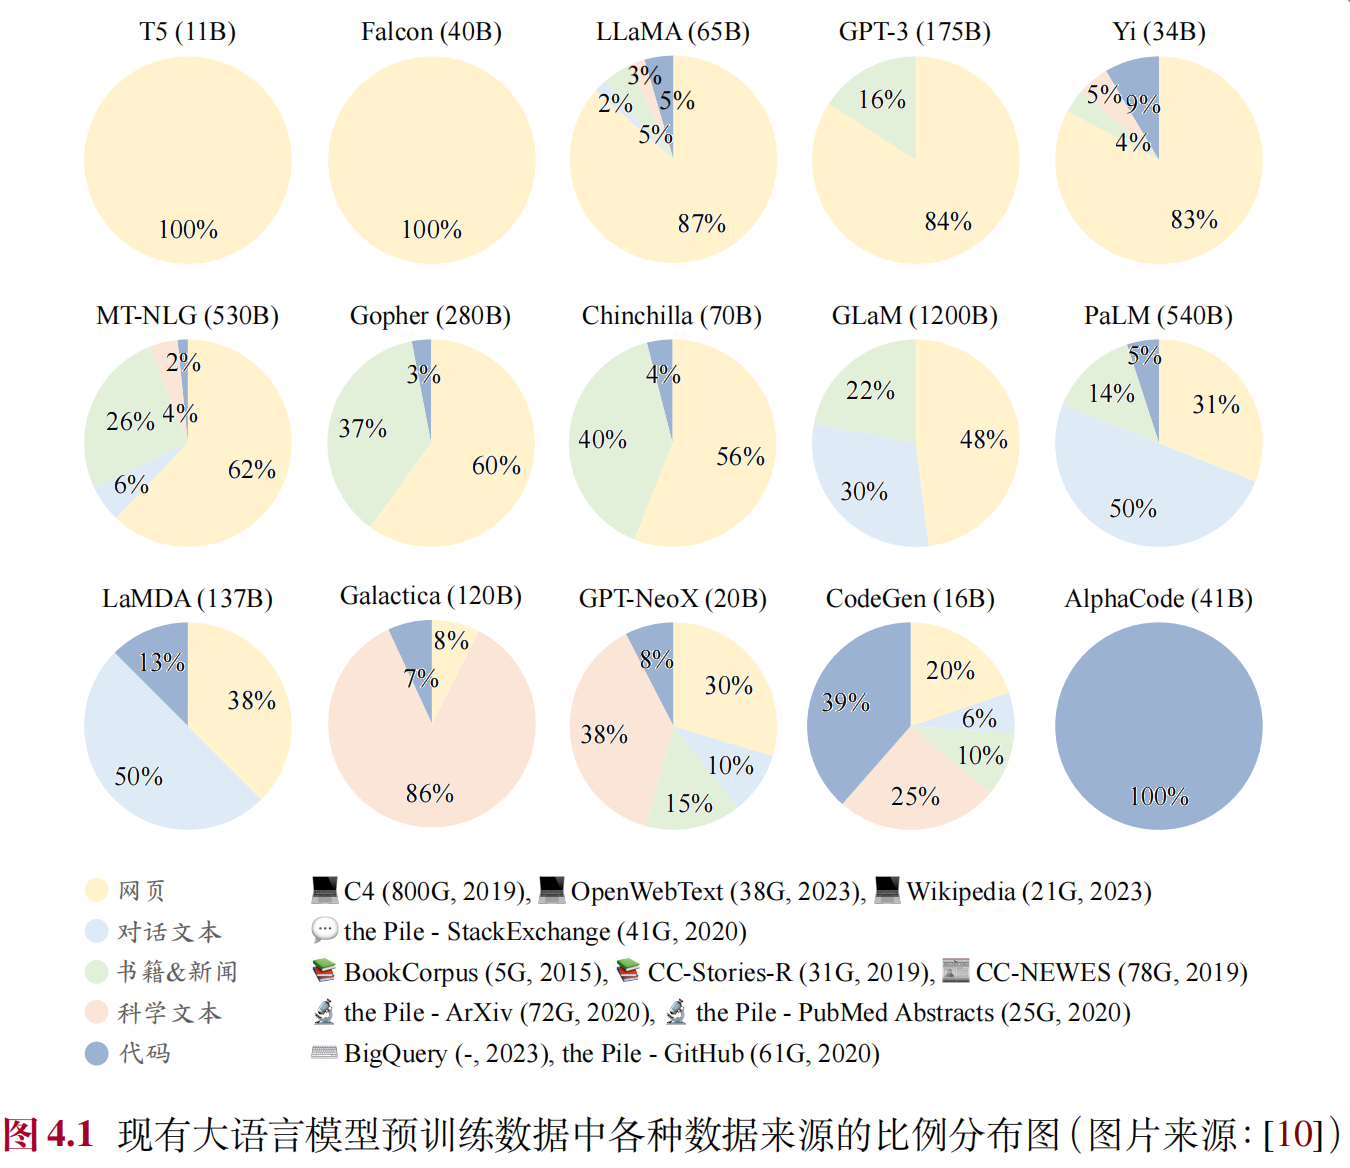 T5 (11B) Falcon (40B) LLaMA (65B) GPT-3 (175B) Yi (34B)
100%
100%
3% 2% 5% 5% 87%
16% 84%
5% 9% 4% 83%
MT-NLG (530B) Gopher (280B) Chinchilla (70B) GLaM (1200B) PaLM (540B)
2% 26% 4% 6% 62%
3% 37% 60%
4% 40% 56%
22% 48% 30%
5% 14% 31% 50%
LaMDA (137B) Galactica (120B) GPT-NeoX (20B) CodeGen (16B) AlphaCode (41B)
13% 38% 50%
8% 7% 86%
8% 30% 38% 10% 15%
20% 39% 6% 10% 25%
100%
网页 C4 (800G, 2019), OpenWebText (38G, 2023), Wikipedia (21G, 2023)
对话文本 the Pile - StackExchange (41G, 2020)
书籍&新闻 BookCorpus (5G, 2015), CC-Stories-R (31G, 2019), CC-NEWES (78G, 2019)
科学文本 the Pile - ArXiv (72G, 2020), the Pile - PubMed Abstracts (25G, 2020)
代码 BigQuery (-, 2023), the Pile - GitHub (61G, 2020)
图 4.1 现有大语言模型预训练数据中各种数据来源的比例分布图（图片来源：[10]）